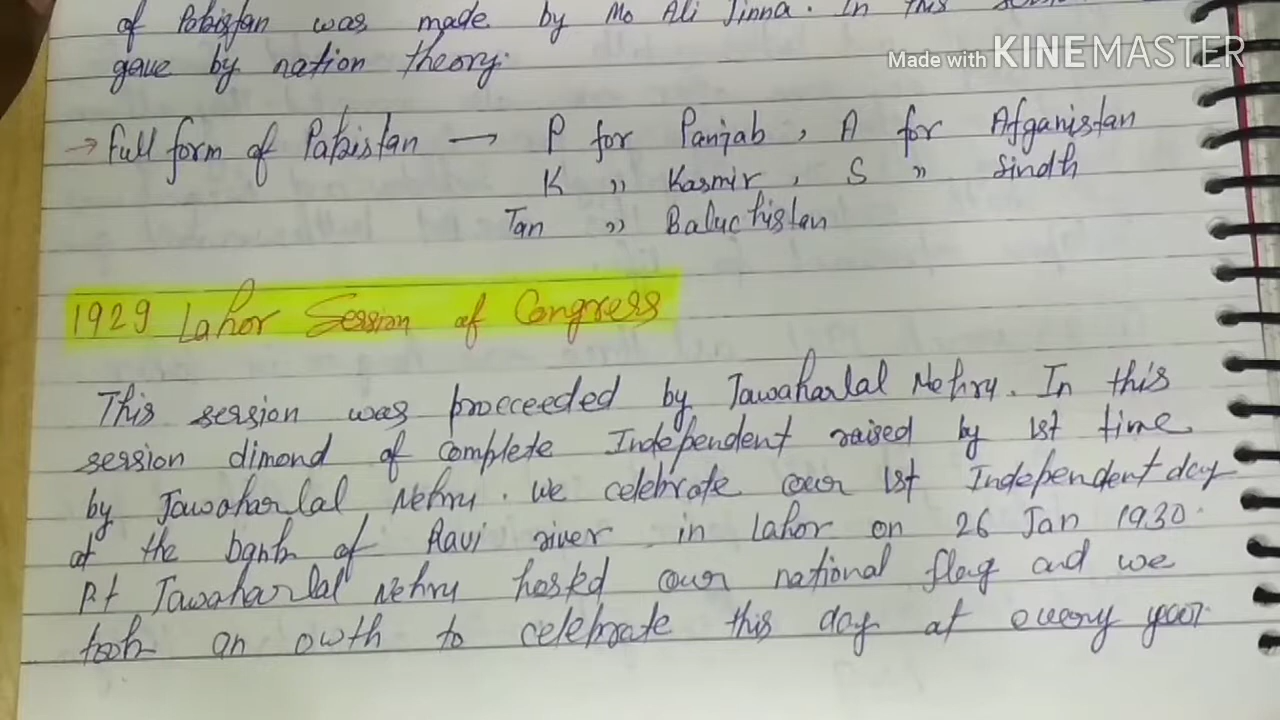 of Pakistan was made by Mo Ali Jinna. In this
gave by nation theory.
Made with KINEMASTER
→ Full form of Pakistan → P for Panjab, A for Afganistan
K " Kasmir, S " Sindh
Tan " Baluchistan
1929 Lahor Session of Congress
This session was procceeded by Jawaharlal Nehru. In this
session dimond of complete Independent raised by 1st time
by Jawaharlal Nehru. We celebrate our 1st Independent day
at the bank of Ravi river in Lahor on 26 Jan 1930.
Pt Jawaharlal Nehru hosted our national flag and we
took an owth to celebrate this day at every year.